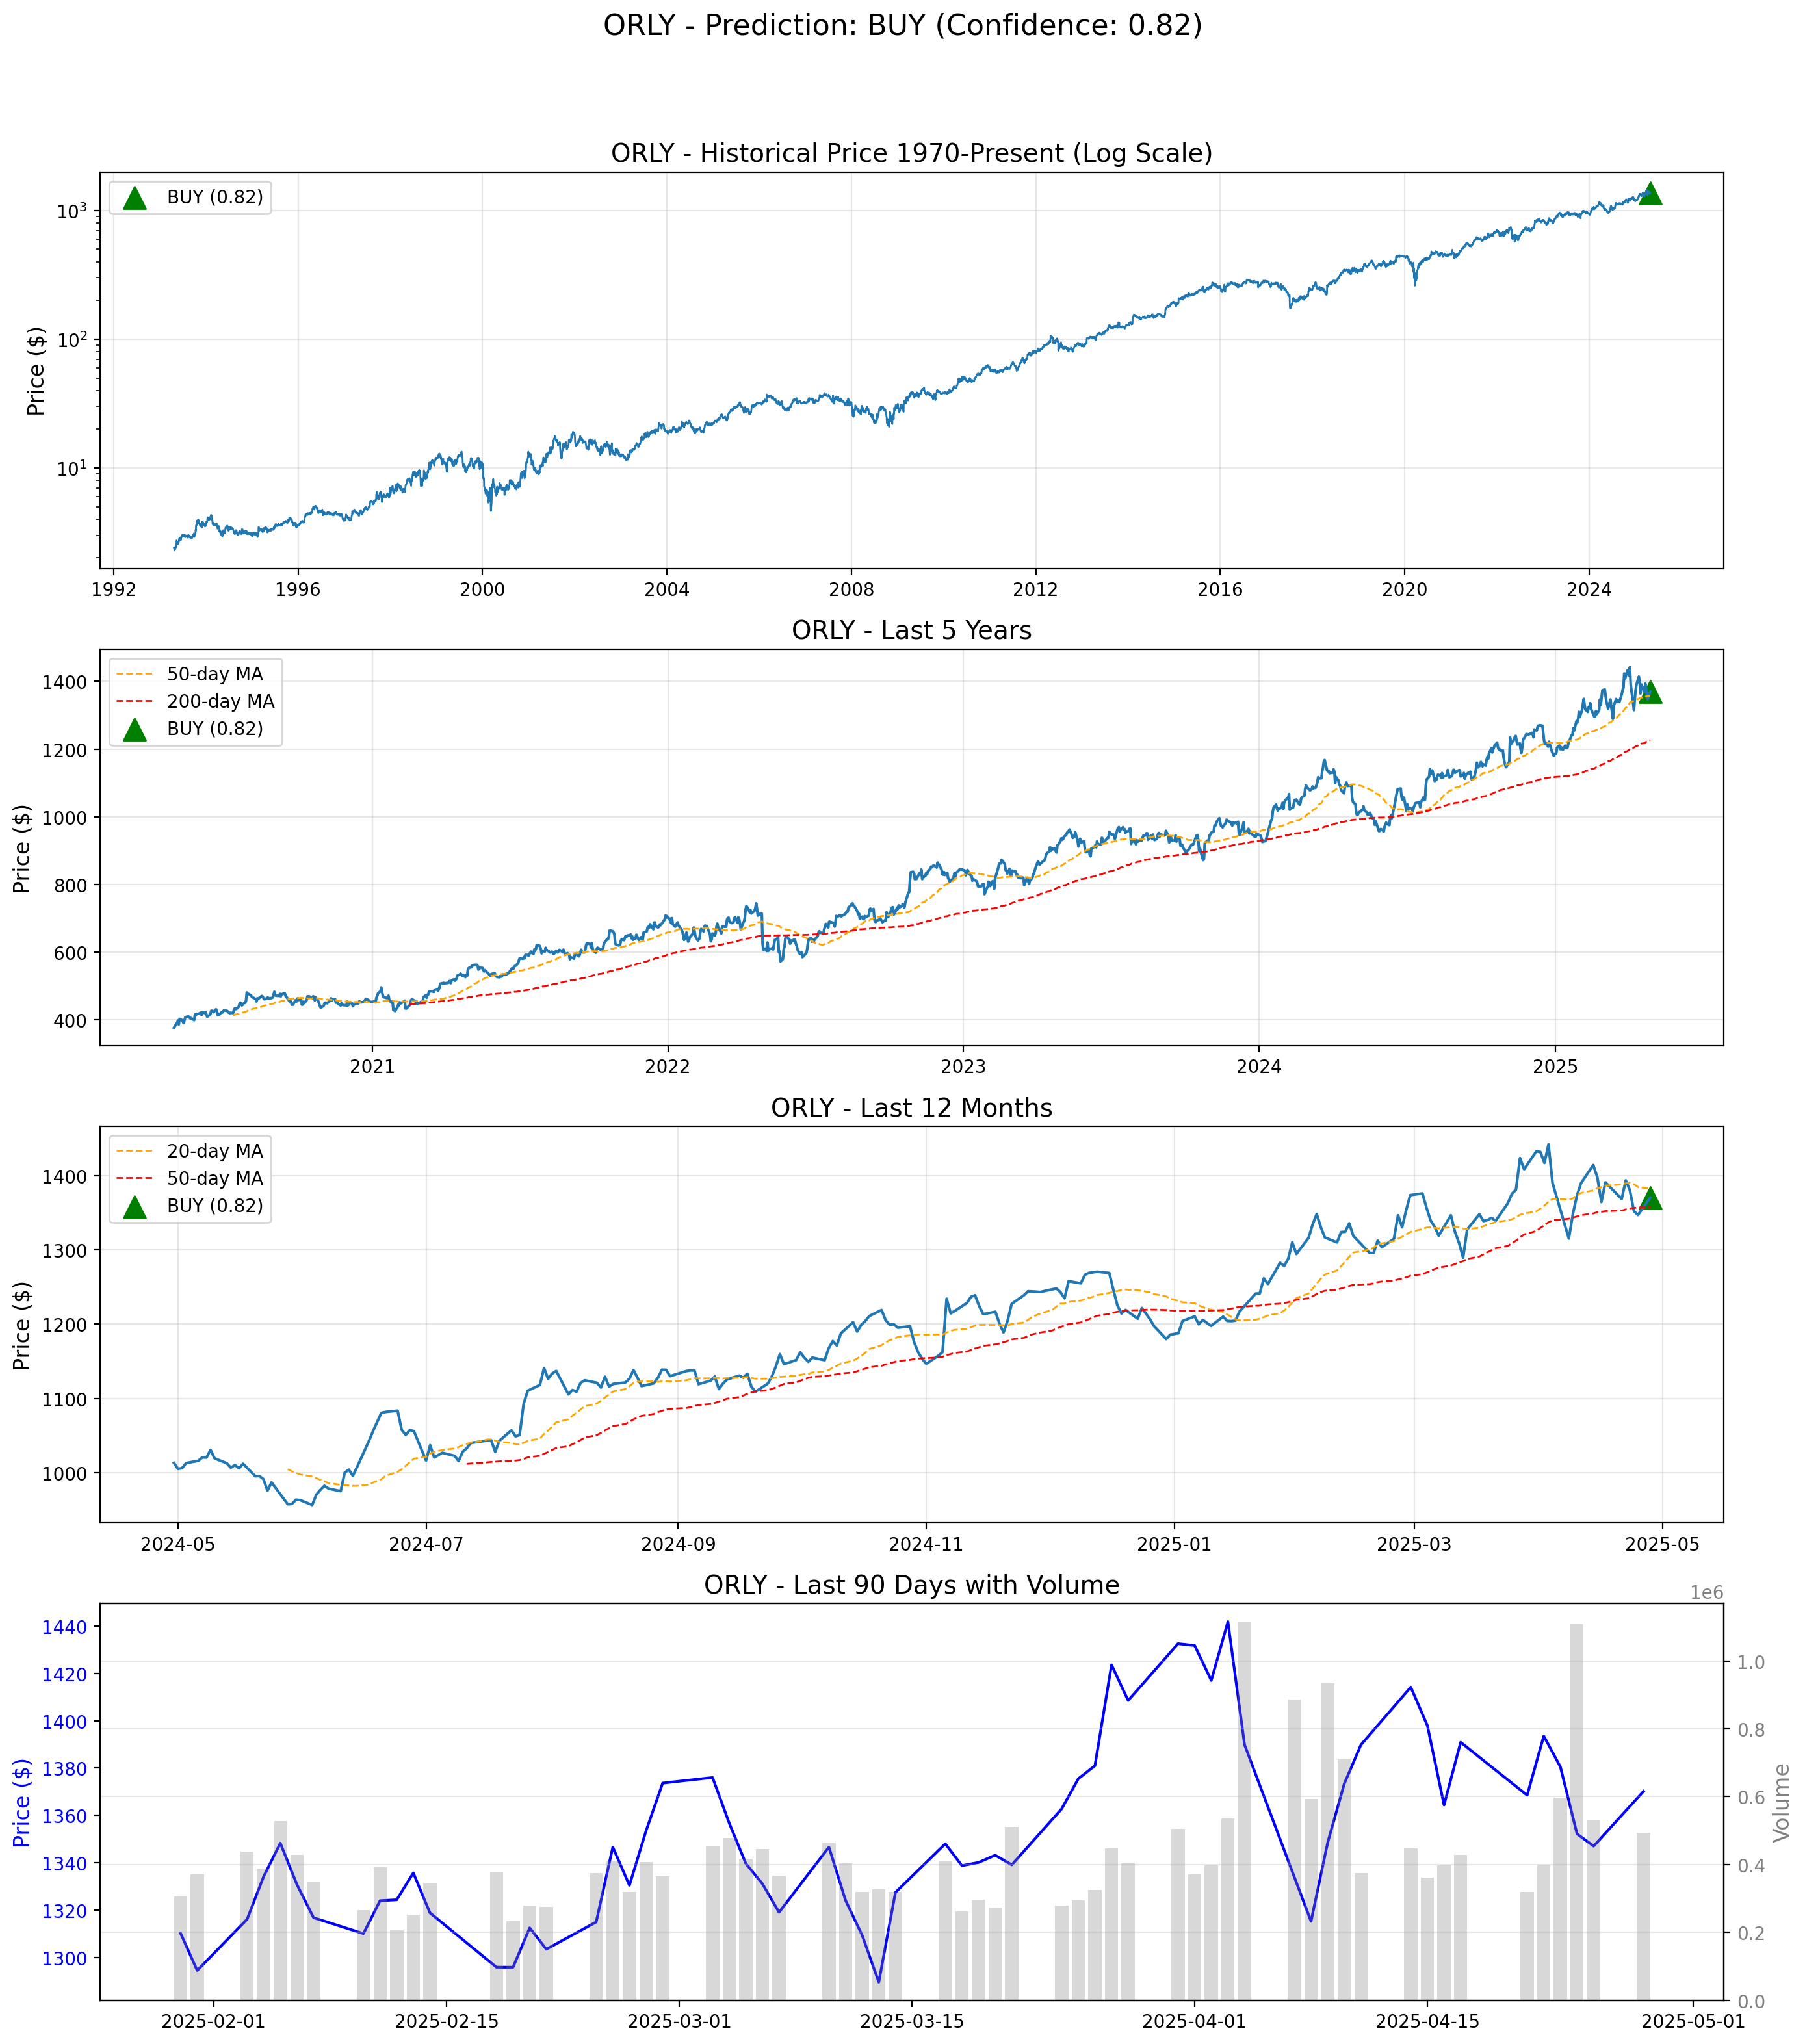 ORLY - Prediction: BUY (Confidence: 0.82)
ORLY - Historical Price 1970-Present (Log Scale)
BUY (0.82)
Price ($)
10³
10²
10¹
1992 1996 2000 2004 2008 2012 2016 2020 2024
ORLY - Last 5 Years
50-day MA
200-day MA
BUY (0.82)
Price ($)
1400
1200
1000
800
600
400
2021 2022 2023 2024 2025
ORLY - Last 12 Months
20-day MA
50-day MA
BUY (0.82)
Price ($)
1400
1300
1200
1100
1000
2024-05 2024-07 2024-09 2024-11 2025-01 2025-03 2025-05
ORLY - Last 90 Days with Volume
1e6
Price ($)
1440
1420
1400
1380
1360
1340
1320
1300
1.0
0.8
0.6
0.4
0.2
0.0
Volume
2025-02-01 2025-02-15 2025-03-01 2025-03-15 2025-04-01 2025-04-15 2025-05-01